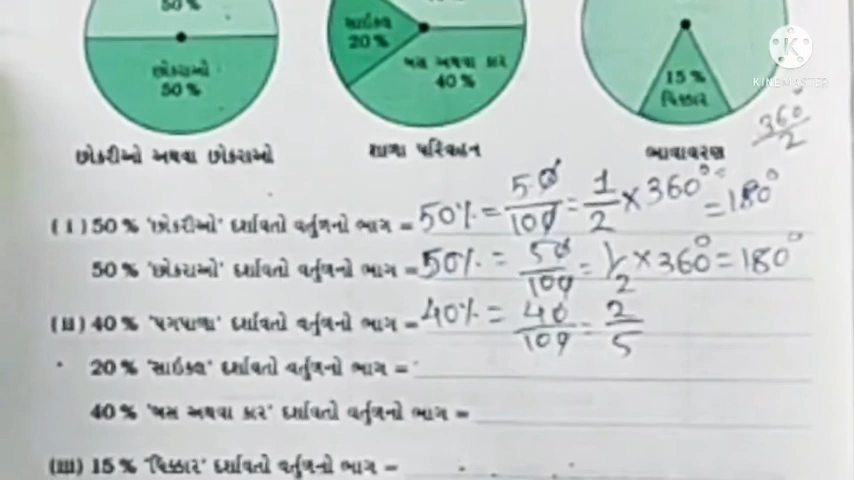 50 %
સાઇકલ
20 %
બસ અથવા કાર
40 %
છોકરાઓ
50 %
15 %
ધિક્કાર
KINEMASTER
છોકરીઓ અથવા છોકરાઓ
શાળા પરિવહન
ભાવાવરણ
360°/2
(I) 50 % 'છોકરીઓ' દર્શાવતો વર્તુળનો ભાગ = 50% = 50/100 = 1/2 × 360° = 180°
50 % 'છોકરાઓ' દર્શાવતો વર્તુળનો ભાગ = 50% = 50/100 = 1/2 × 360° = 180°
(II) 40 % 'પગપાળા' દર્શાવતો વર્તુળનો ભાગ = 40% = 40/100 = 2/5
20 % 'સાઇકલ' દર્શાવતો વર્તુળનો ભાગ =
40 % 'બસ અથવા કાર' દર્શાવતો વર્તુળનો ભાગ =
(III) 15 % 'ધિક્કાર' દર્શાવતો વર્તુળનો ભાગ =